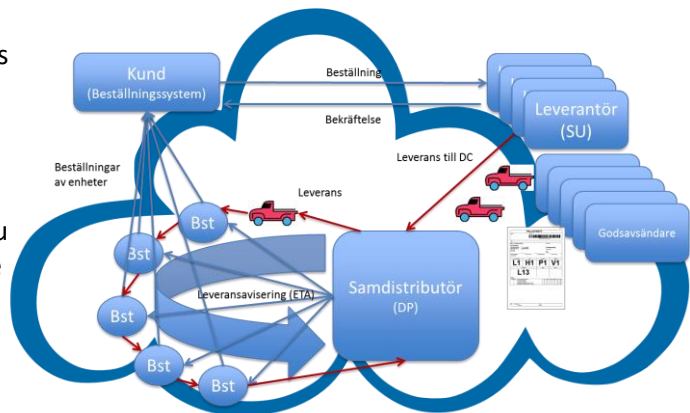 s
Kund
(Beställningssystem)
Beställning
Bekräftelse
Leverantör
(SU)
Leverans till DC
Beställningar
av enheter
Leverans
Godsavsändare
u
Bst
Bst
Leveransavisering (ETA)
Samdistributör
(DP)
Bst
Bst
Bst
L1 H1 P1 V1
L13